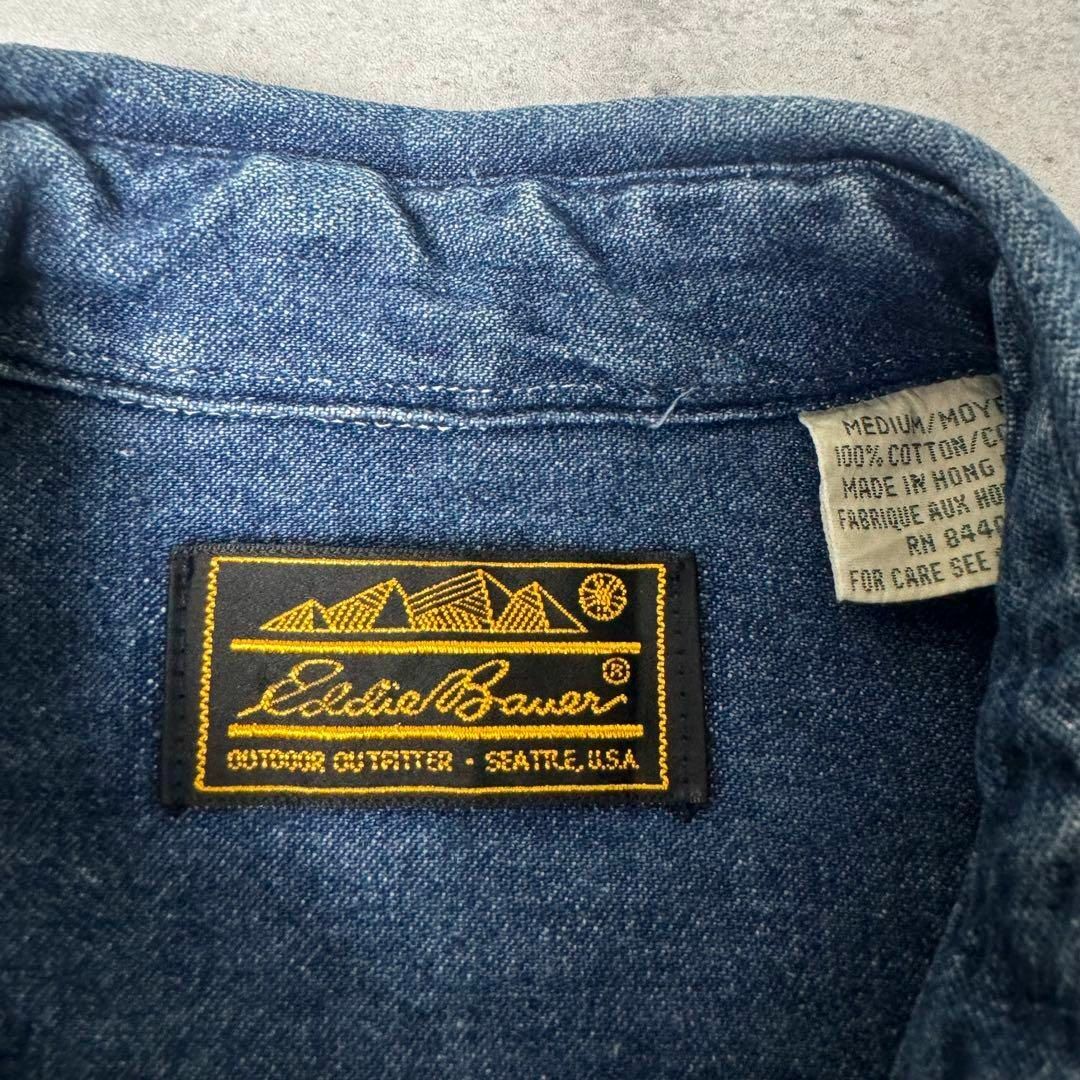 Eddie Bauer®
OUTDOOR OUTFITTER · SEATTLE, U.S.A.
MEDIUM/MOYE
100% COTTON/CO
MADE IN HONG
FABRIQUE AUX HO
RN 8440
FOR CARE SEE